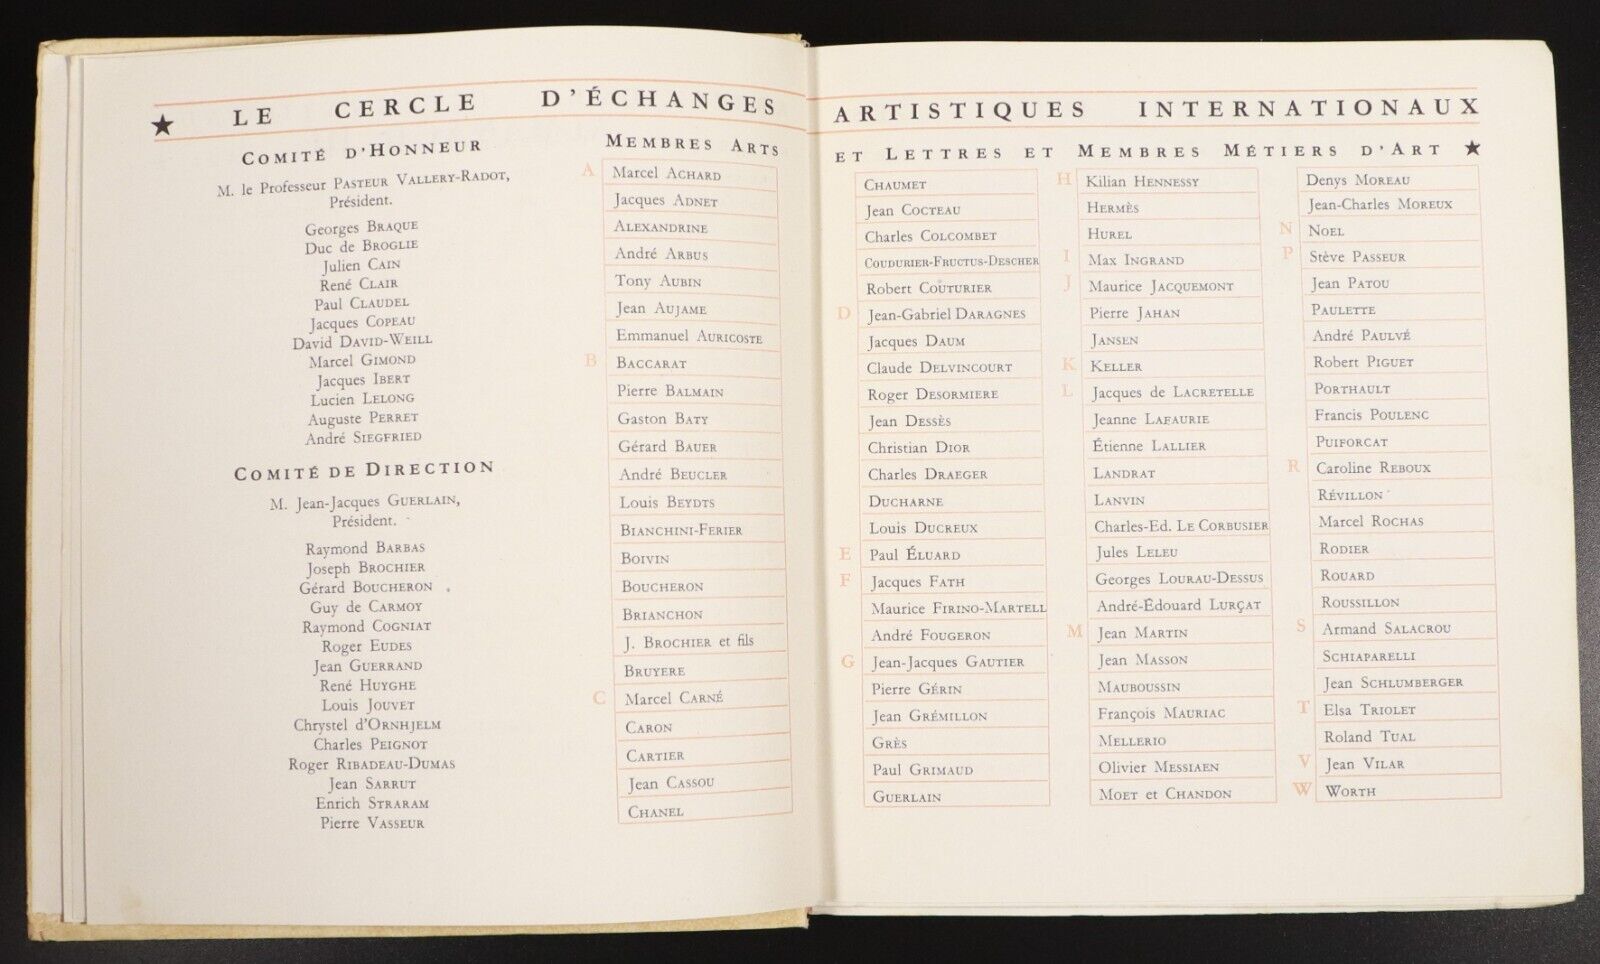 ★ LE CERCLE D'ÉCHANGES ARTISTIQUES INTERNATIONAUX
COMITÉ D'HONNEUR
M. le Professeur PASTEUR VALLERY-RADOT,
Président.
Georges BRAQUE
Duc de BROGLIE
Julien CAIN
René CLAIR
Paul CLAUDEL
Jacques COPEAU
David DAVID-WEILL
Marcel GIMOND
Jacques IBERT
Lucien LELONG
Auguste PERRET
André SIEGFRIED
COMITÉ DE DIRECTION
M. Jean-Jacques GUERLAIN,
Président.
Raymond BARBAS
Joseph BROCHIER
Gérard BOUCHERON
Guy de CARMOY
Raymond COGNIAT
Roger EUDES
Jean GUERRAND
René HUYGHE
Louis JOUVET
Chrystel d'ORNHJELM
Charles PEIGNOT
Roger RIBADEAU-DUMAS
Jean SARRUT
Enrich STRARAM
Pierre VASSEUR
MEMBRES ARTS ET LETTRES ET MEMBRES MÉTIERS D'ART ★
A Marcel ACHARD
Jacques ADNET
ALEXANDRINE
André ARBUS
Tony AUBIN
Jean AUJAME
Emmanuel AURICOSTE
B BACCARAT
Pierre BALMAIN
Gaston BATY
Gérard BAUER
André BEUCLER
Louis BEYDTS
BIANCHINI-FERIER
BOIVIN
BOUCHERON
BRIANCHON
J. BROCHIER et fils
BRUYERE
C Marcel CARNÉ
CARON
CARTIER
Jean CASSOU
CHANEL
CHAUMET
Jean COCTEAU
Charles COLCOMBET
COUDURIER-FRUCTUS-DESCHER
Robert COUTURIER
D Jean-Gabriel DARAGNES
Jacques DAUM
Claude DELVINCOURT
Roger DESORMIERE
Jean DESSÈS
Christian DIOR
Charles DRAEGER
DUCHARNE
Louis DUCREUX
E Paul ÉLUARD
F Jacques FATH
Maurice FIRINO-MARTELL
André FOUGERON
G Jean-Jacques GAUTIER
Pierre GÉRIN
Jean GRÉMILLON
GRÈS
Paul GRIMAUD
GUERLAIN
H Kilian HENNESSY
HERMÈS
HUREL
I Max INGRAND
J Maurice JACQUEMONT
Pierre JAHAN
JANSEN
K KELLER
L Jacques de LACRETELLE
Jeanne LAFAURIE
Étienne LALLIER
LANDRAT
LANVIN
Charles-Ed. LE CORBUSIER
Jules LELEU
Georges LOURAU-DESSUS
André-Édouard LURÇAT
M Jean MARTIN
Jean MASSON
MAUBOUSSIN
François MAURIAC
MELLERIO
Olivier MESSIAEN
MOET et CHANDON
Denys MOREAU
Jean-Charles MOREUX
N NOEL
P Stève PASSEUR
Jean PATOU
PAULETTE
André PAULVÉ
Robert PIGUET
PORTHAULT
Francis POULENC
PUIFORCAT
R Caroline REBOUX
RÉVILLON
Marcel ROCHAS
RODIER
ROUARD
ROUSSILLON
S Armand SALACROU
SCHIAPARELLI
Jean SCHLUMBERGER
T Elsa TRIOLET
Roland TUAL
V Jean VILAR
W WORTH